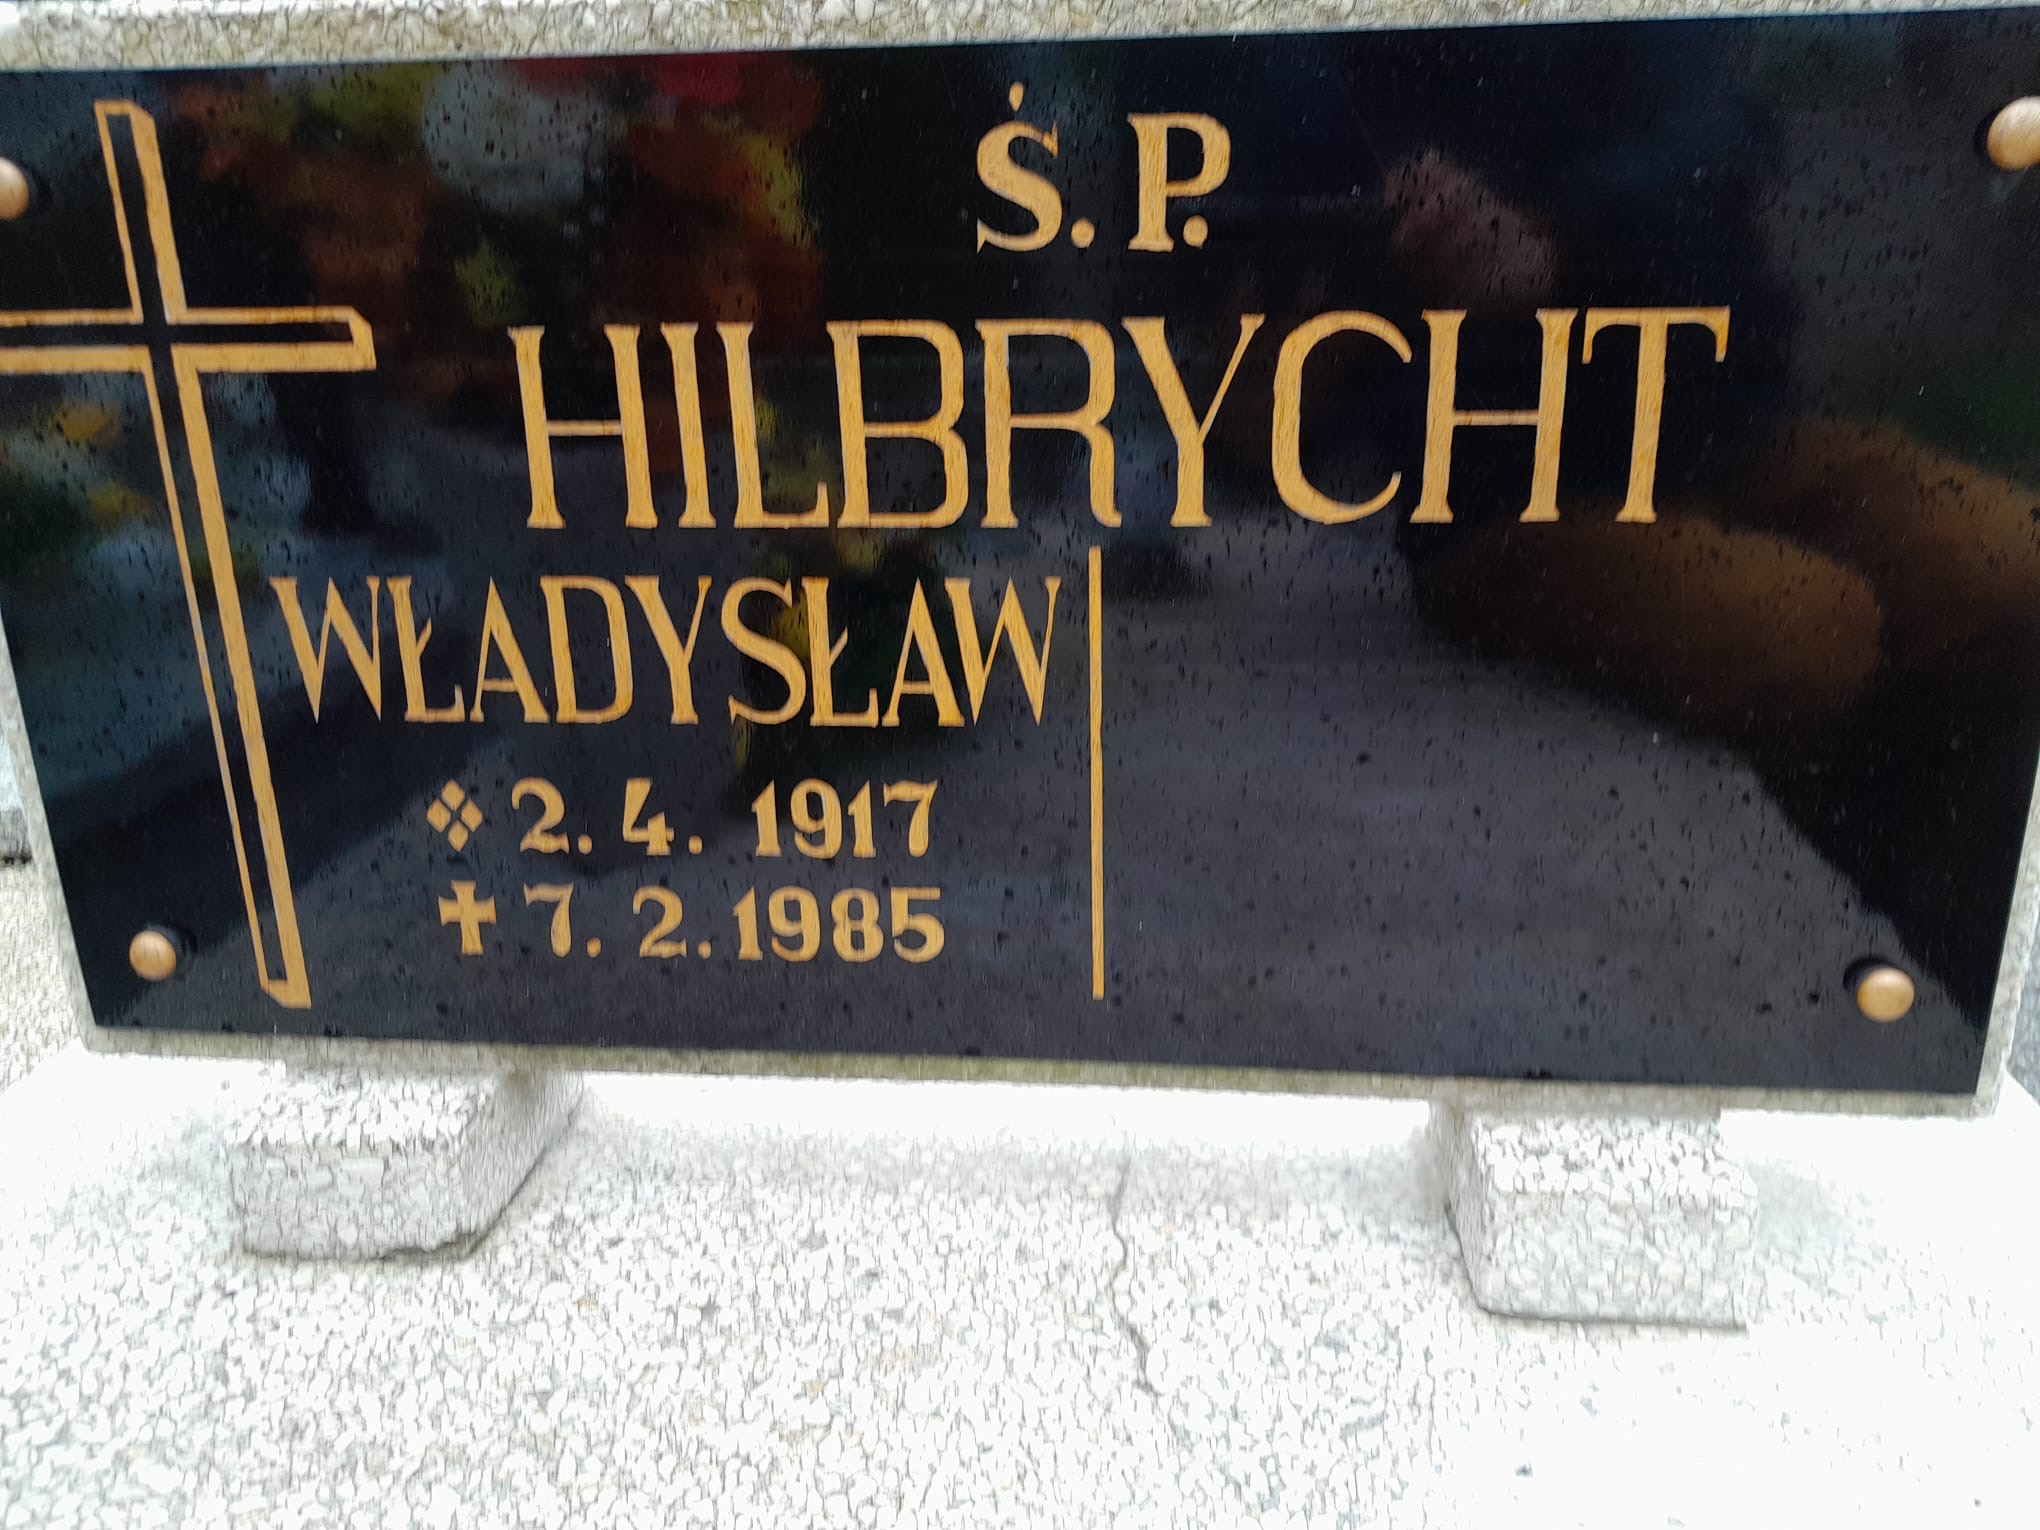 Ś.P.
HILBRYCHT
WŁADYSŁAW
2.4.1917
7.2.1985